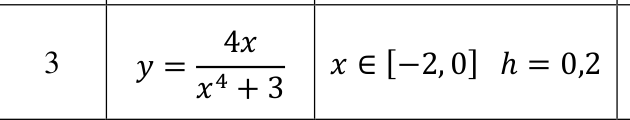 3 y = 4x / (x⁴ + 3) x ∈ [−2, 0] h = 0,2